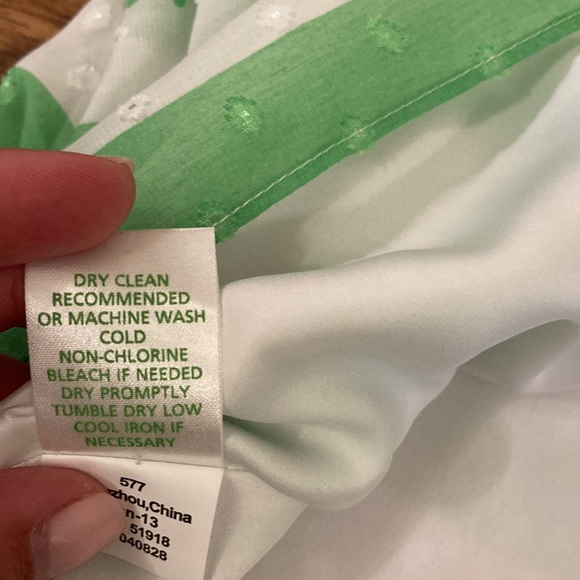 DRY CLEAN
RECOMMENDED
OR MACHINE WASH
COLD
NON-CHLORINE
BLEACH IF NEEDED
DRY PROMPTLY
TUMBLE DRY LOW
COOL IRON IF
NECESSARY
577
zhou,China
n-13
51918
040828